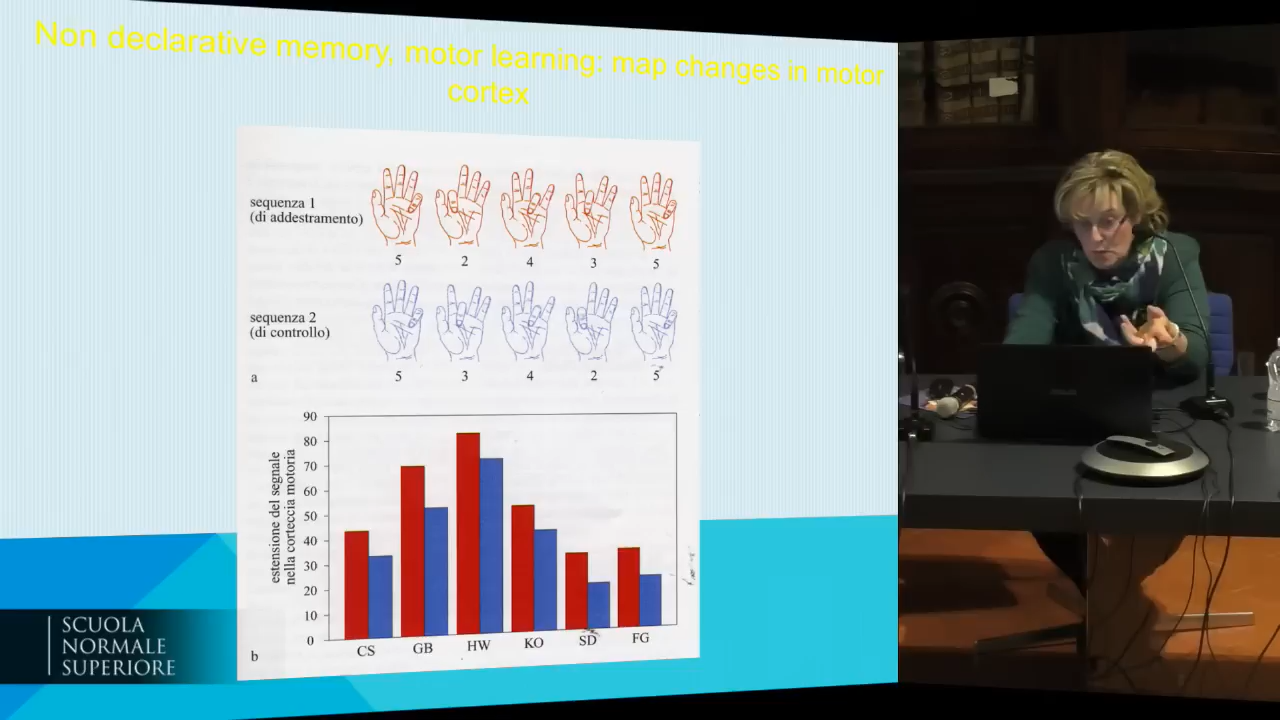 Non declarative memory, motor learning: map changes in motor
cortex
sequenza 1
(di addestramento)
5 2 4 3 5
sequenza 2
(di controllo)
5 3 4 2 5
a
estensione del segnale
nella corteccia motoria
90
80
70
60
50
40
30
20
10
0
CS GB HW KO SD FG
b
SCUOLA
NORMALE
SUPERIORE